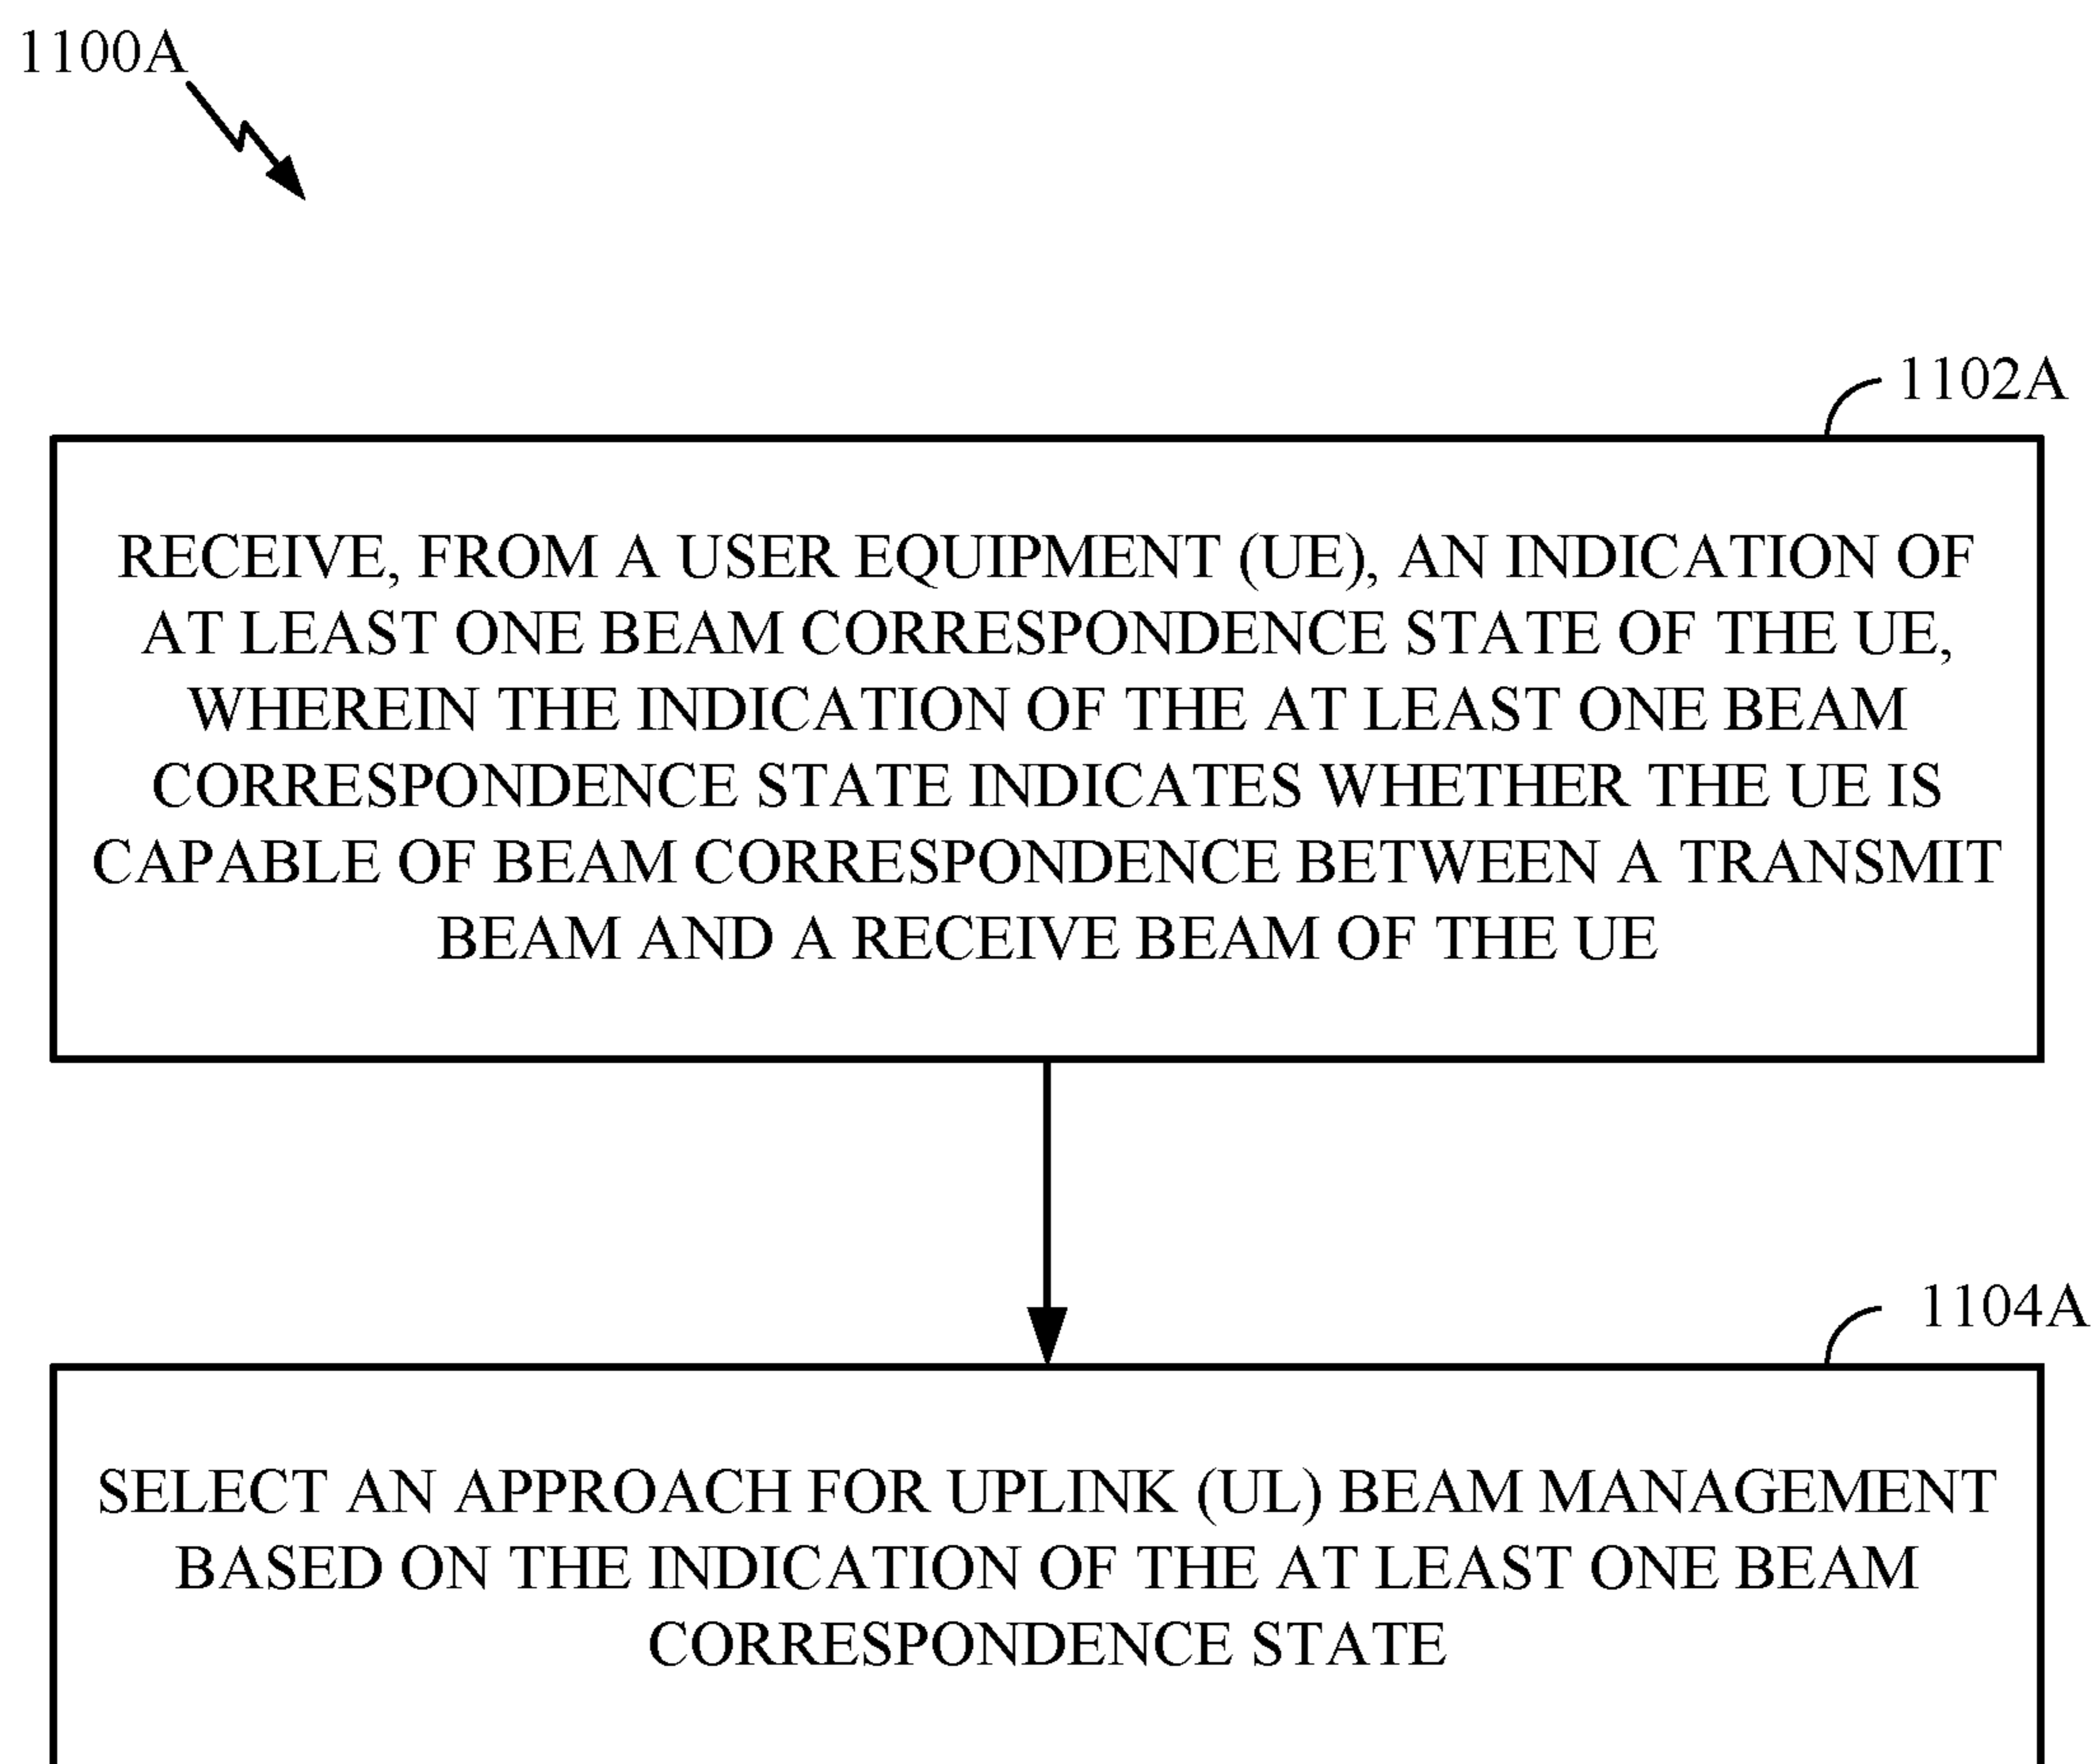 1100A
1102A
RECEIVE, FROM A USER EQUIPMENT (UE), AN INDICATION OF
AT LEAST ONE BEAM CORRESPONDENCE STATE OF THE UE,
WHEREIN THE INDICATION OF THE AT LEAST ONE BEAM
CORRESPONDENCE STATE INDICATES WHETHER THE UE IS
CAPABLE OF BEAM CORRESPONDENCE BETWEEN A TRANSMIT
BEAM AND A RECEIVE BEAM OF THE UE
1104A
SELECT AN APPROACH FOR UPLINK (UL) BEAM MANAGEMENT
BASED ON THE INDICATION OF THE AT LEAST ONE BEAM
CORRESPONDENCE STATE